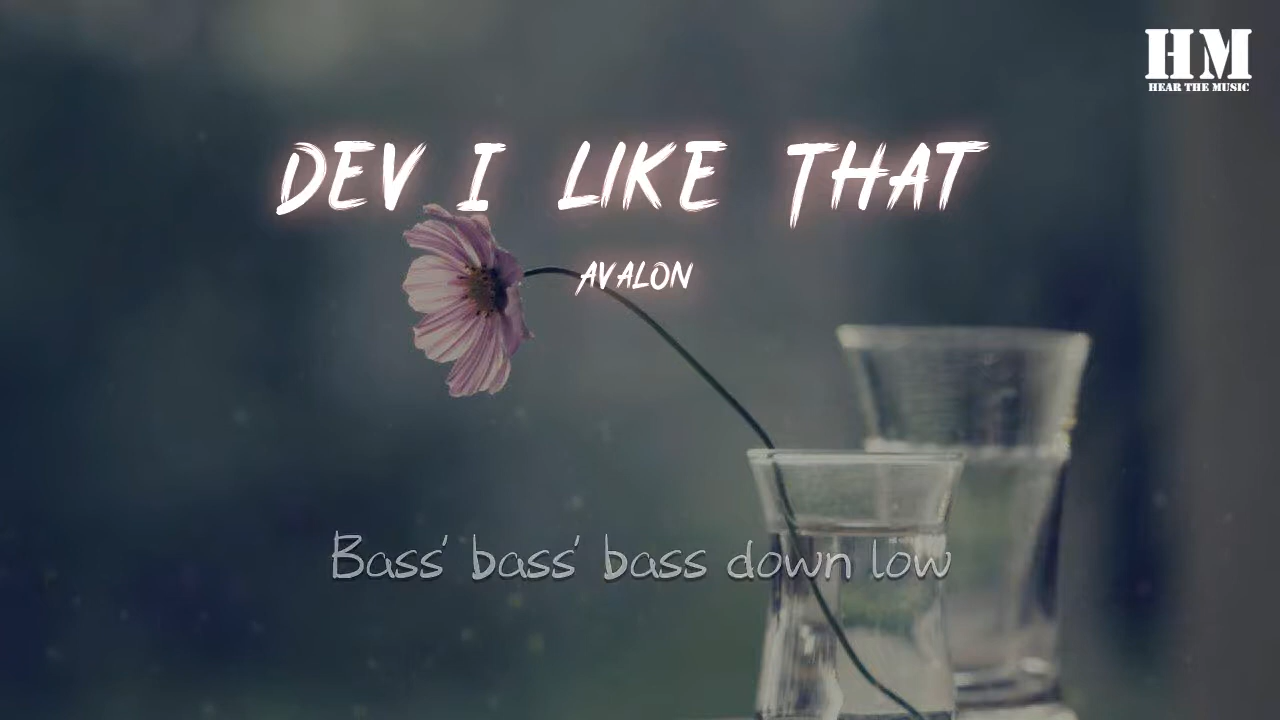 HM
HEAR THE MUSIC
DEV I LIKE THAT
AVALON
Bass' bass' bass down low